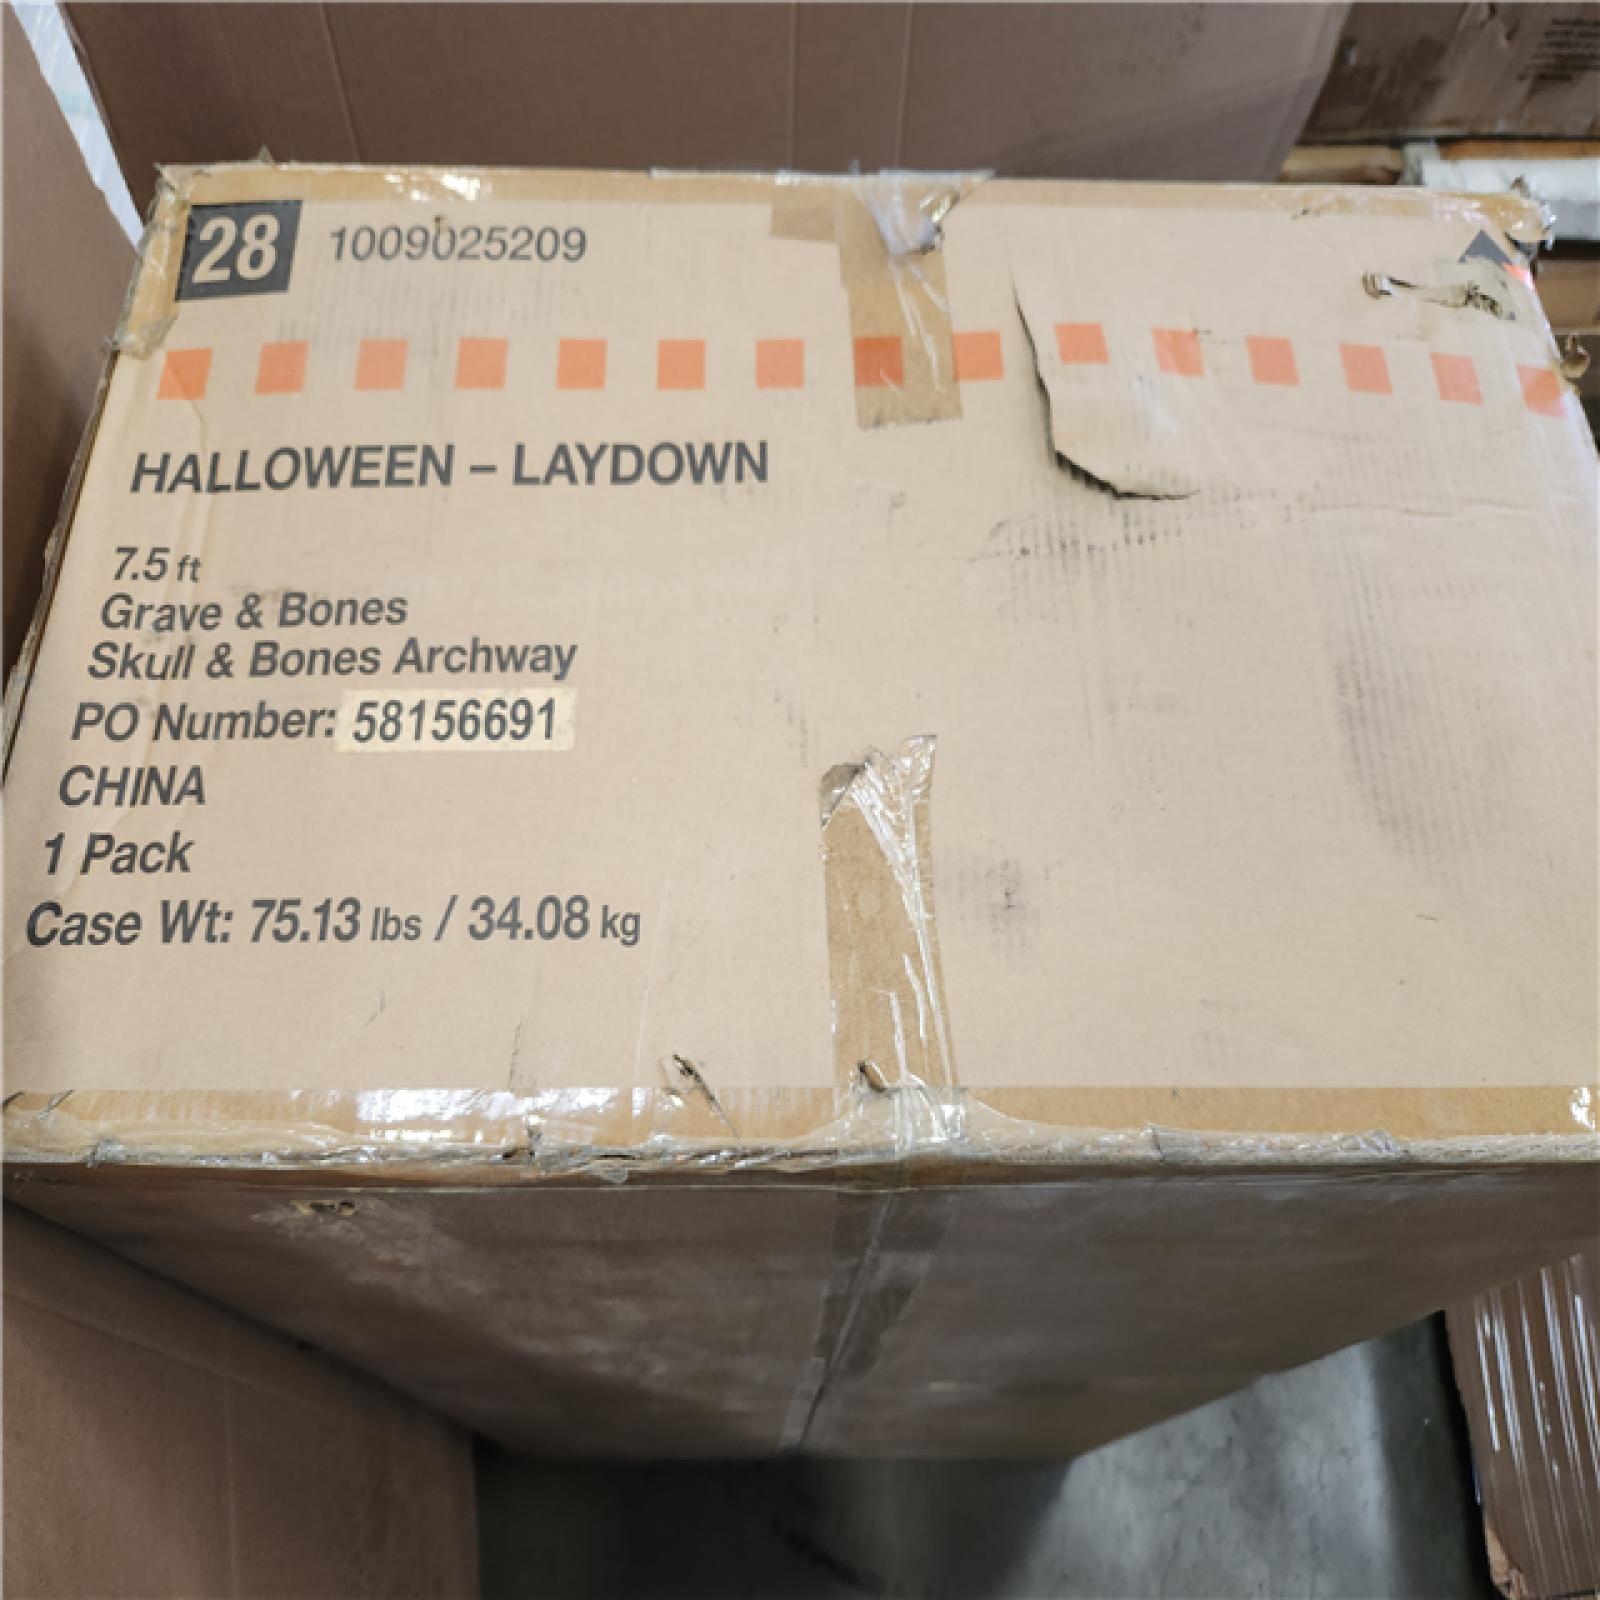 28 1009025209
HALLOWEEN – LAYDOWN
7.5 ft
Grave & Bones
Skull & Bones Archway
PO Number: 58156691
CHINA
1 Pack
Case Wt: 75.13 lbs / 34.08 kg